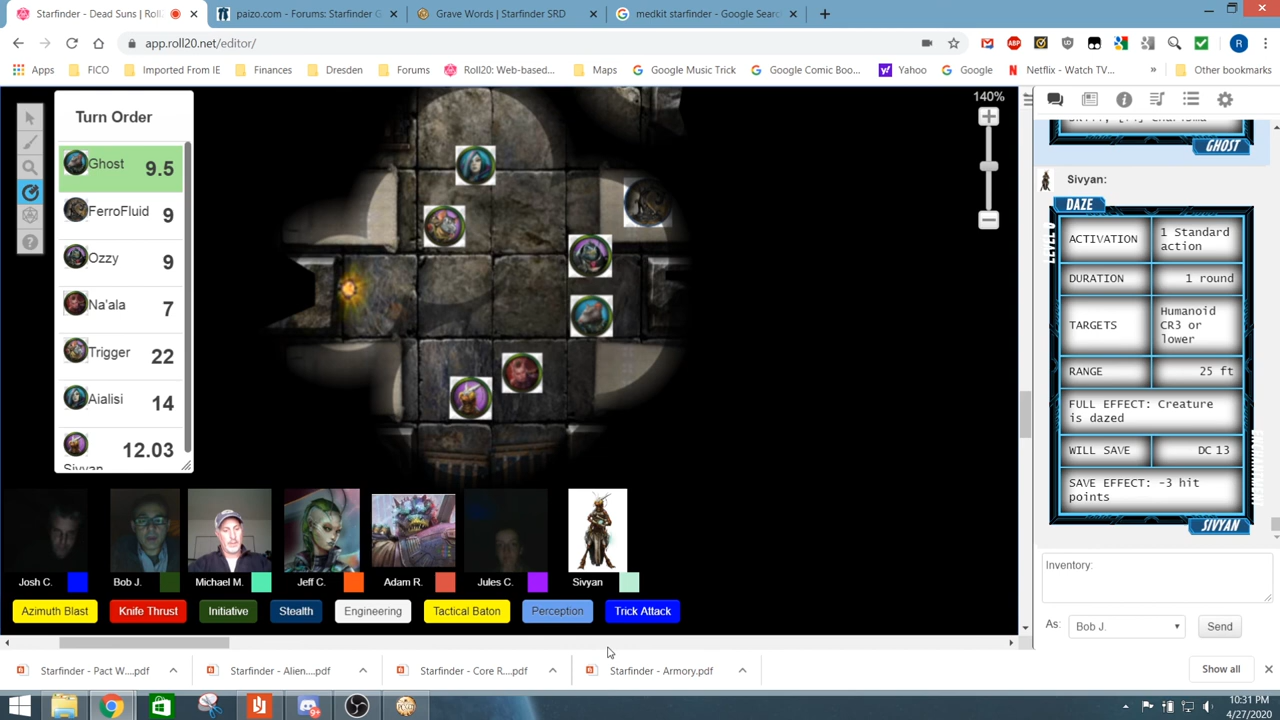 Starfinder - Dead Suns | Roll2
paizo.com - Forums: Starfinder G
Grave Words | Starfinder SRD
medkit starfinder - Google Searc
app.roll20.net/editor/
Apps
FICO
Imported From IE
Finances
Dresden
Forums
Roll20: Web-based...
Maps
Google Music Trick
Google Comic Boo...
Yahoo
Google
Netflix - Watch TV...
»
Other bookmarks
Turn Order
Ghost 9.5
FerroFluid 9
Ozzy 9
Na'ala 7
Trigger 22
Aialisi 14
Sivyan 12.03
140%
GHOST
Sivyan:
DAZE
LEVEL 0
ACTIVATION
1 Standard
action
DURATION
1 round
TARGETS
Humanoid
CR3 or
lower
RANGE
25 ft
FULL EFFECT: Creature
is dazed
WILL SAVE
DC 13
SAVE EFFECT: -3 hit
points
ENCHANTMENT
SIVYAN
Inventory:
As:
Bob J.
Send
Josh C.
Bob J.
Michael M.
Jeff C.
Adam R.
Jules C.
Sivyan
Azimuth Blast
Knife Thrust
Initiative
Stealth
Engineering
Tactical Baton
Perception
Trick Attack
Starfinder - Pact W....pdf
Starfinder - Alien....pdf
Starfinder - Core R....pdf
Starfinder - Armory.pdf
Show all
10:31 PM
4/27/2020